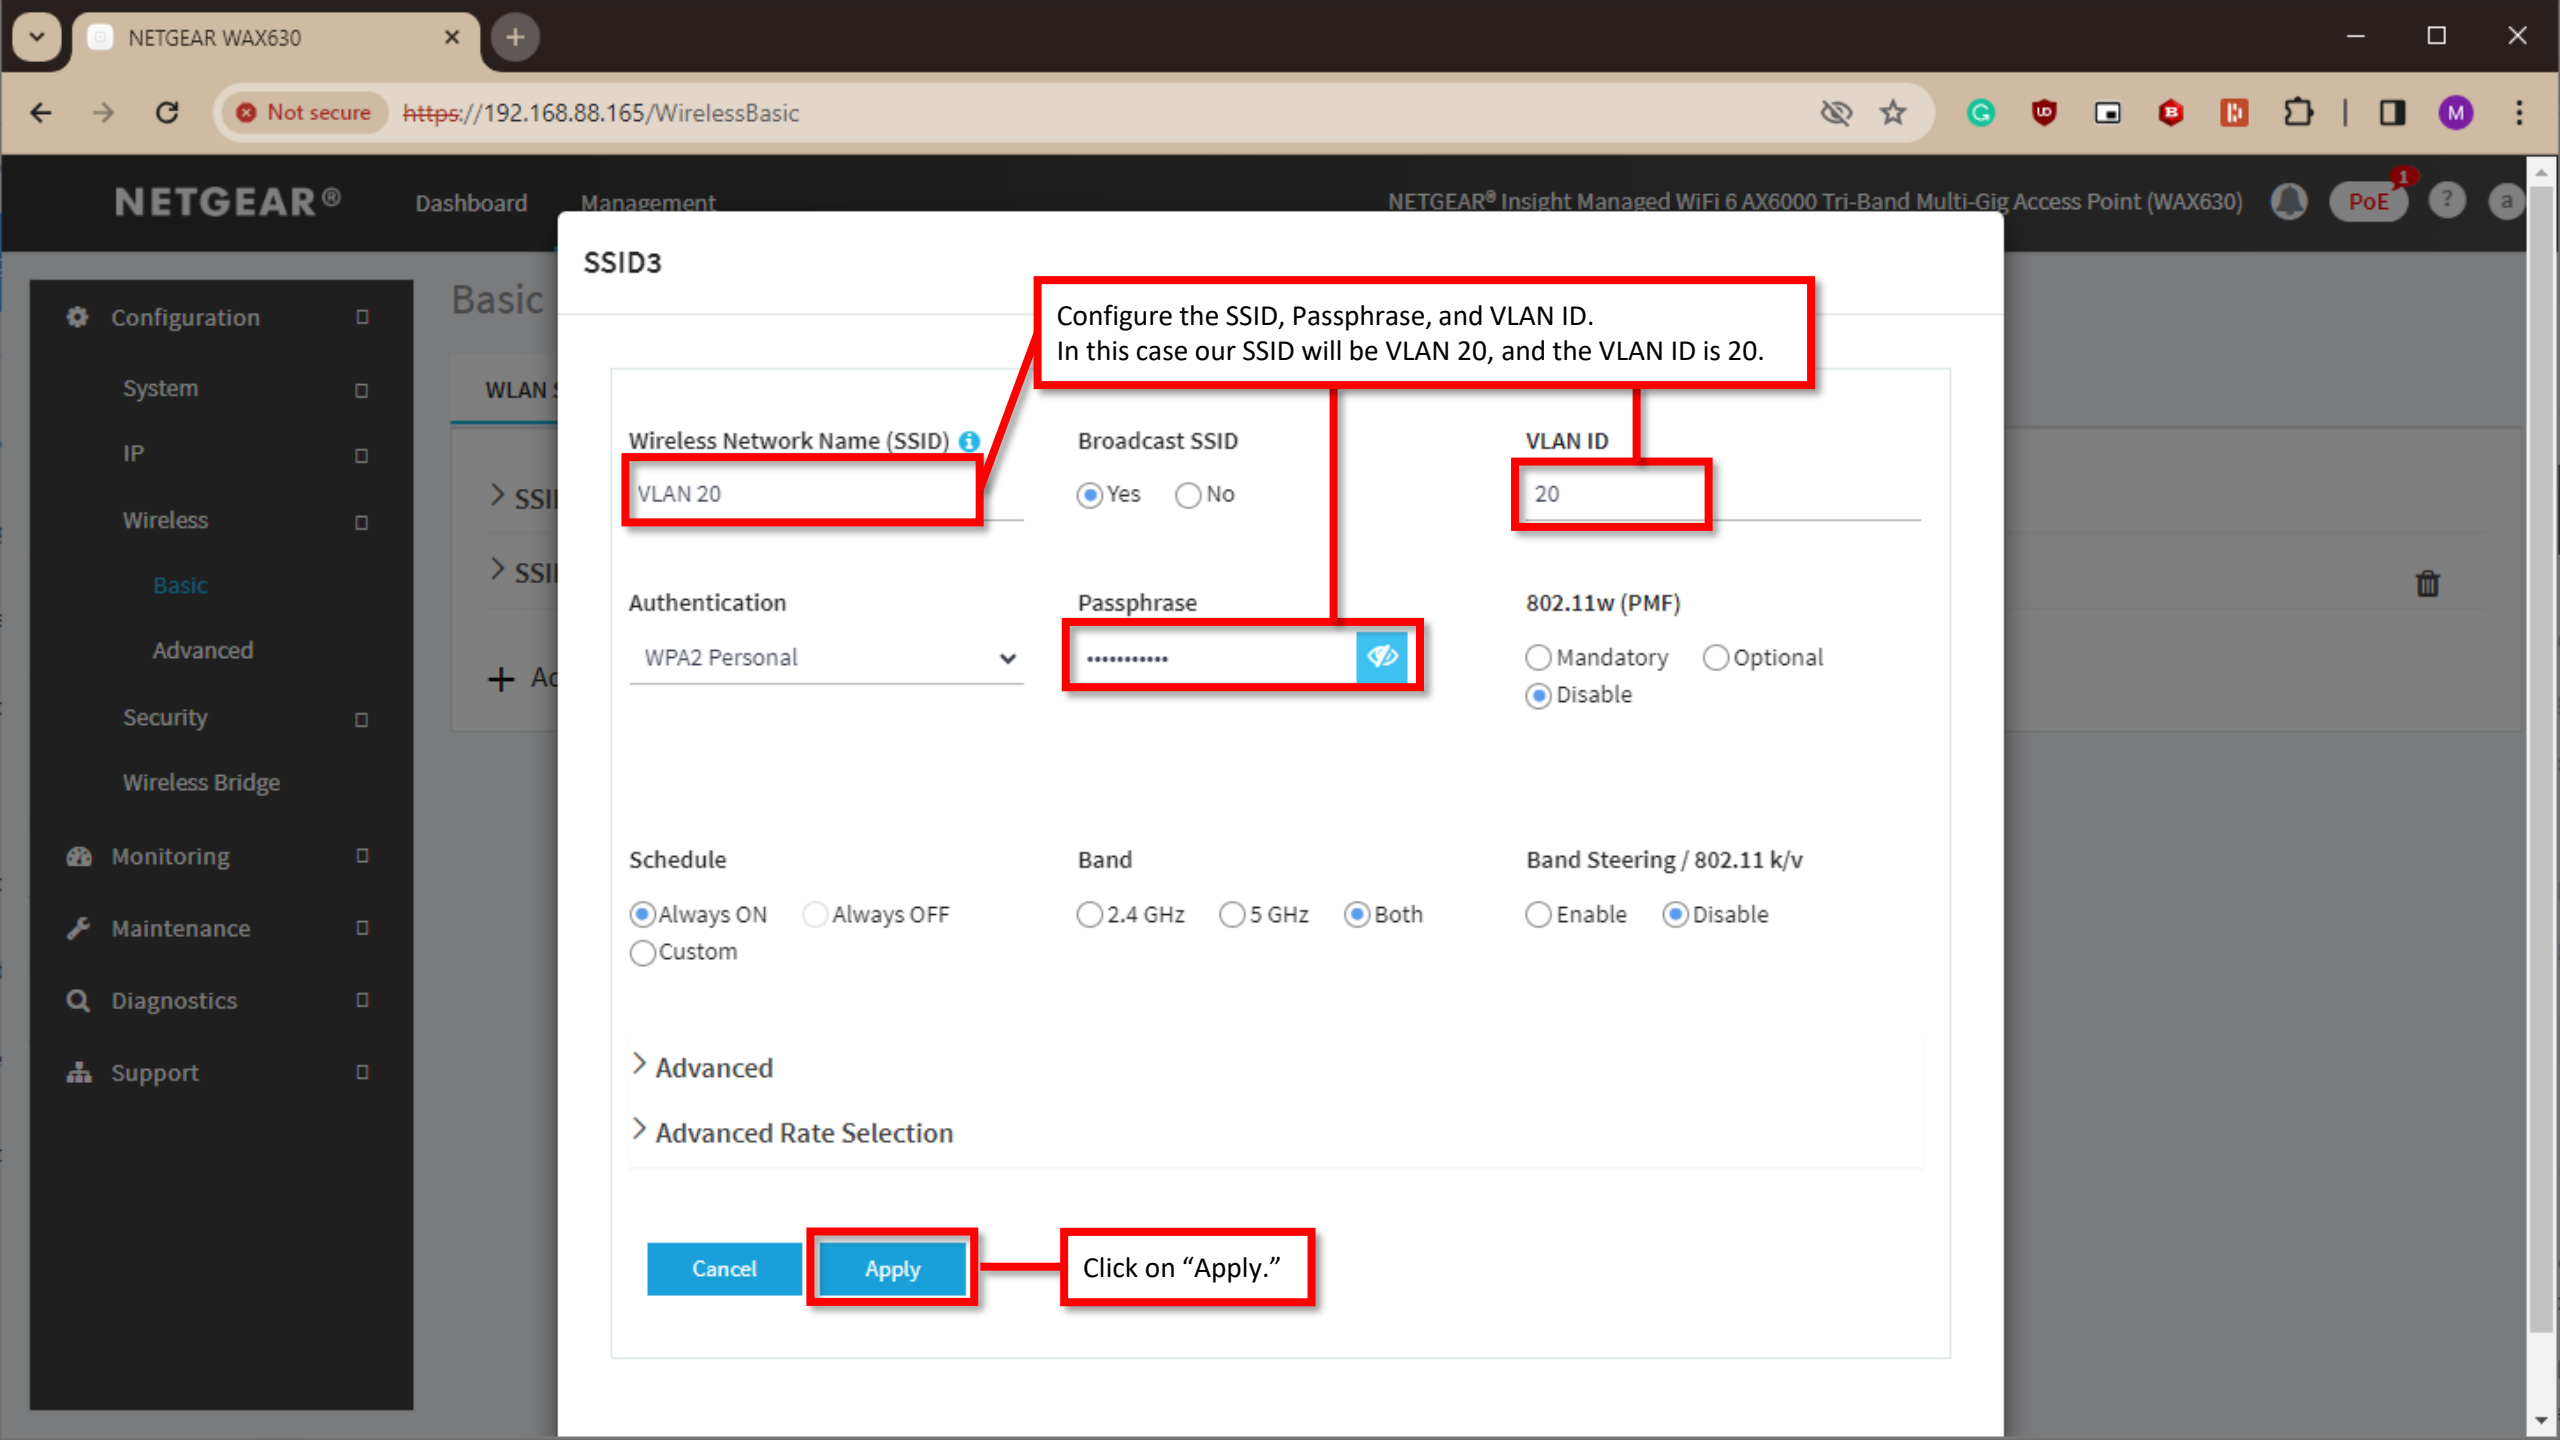 NETGEAR WAX630
Not secure https://192.168.88.165/WirelessBasic
M
NETGEAR®
Dashboard
Management
NETGEAR® Insight Managed WiFi 6 AX6000 Tri-Band Multi-Gig Access Point (WAX630)
PoE
1
?
a
Configuration
System
IP
Wireless
Basic
Advanced
Security
Wireless Bridge
Monitoring
Maintenance
Diagnostics
Support
Basic
WLAN
SSID3
Configure the SSID, Passphrase, and VLAN ID.
In this case our SSID will be VLAN 20, and the VLAN ID is 20.
Wireless Network Name (SSID)
VLAN 20
Broadcast SSID
Yes No
VLAN ID
20
Authentication
WPA2 Personal
Passphrase
•••••••••••
802.11w (PMF)
Mandatory Optional
Disable
Schedule
Always ON Always OFF
Custom
Band
2.4 GHz 5 GHz Both
Band Steering / 802.11 k/v
Enable Disable
Advanced
Advanced Rate Selection
Cancel
Apply
Click on “Apply.”